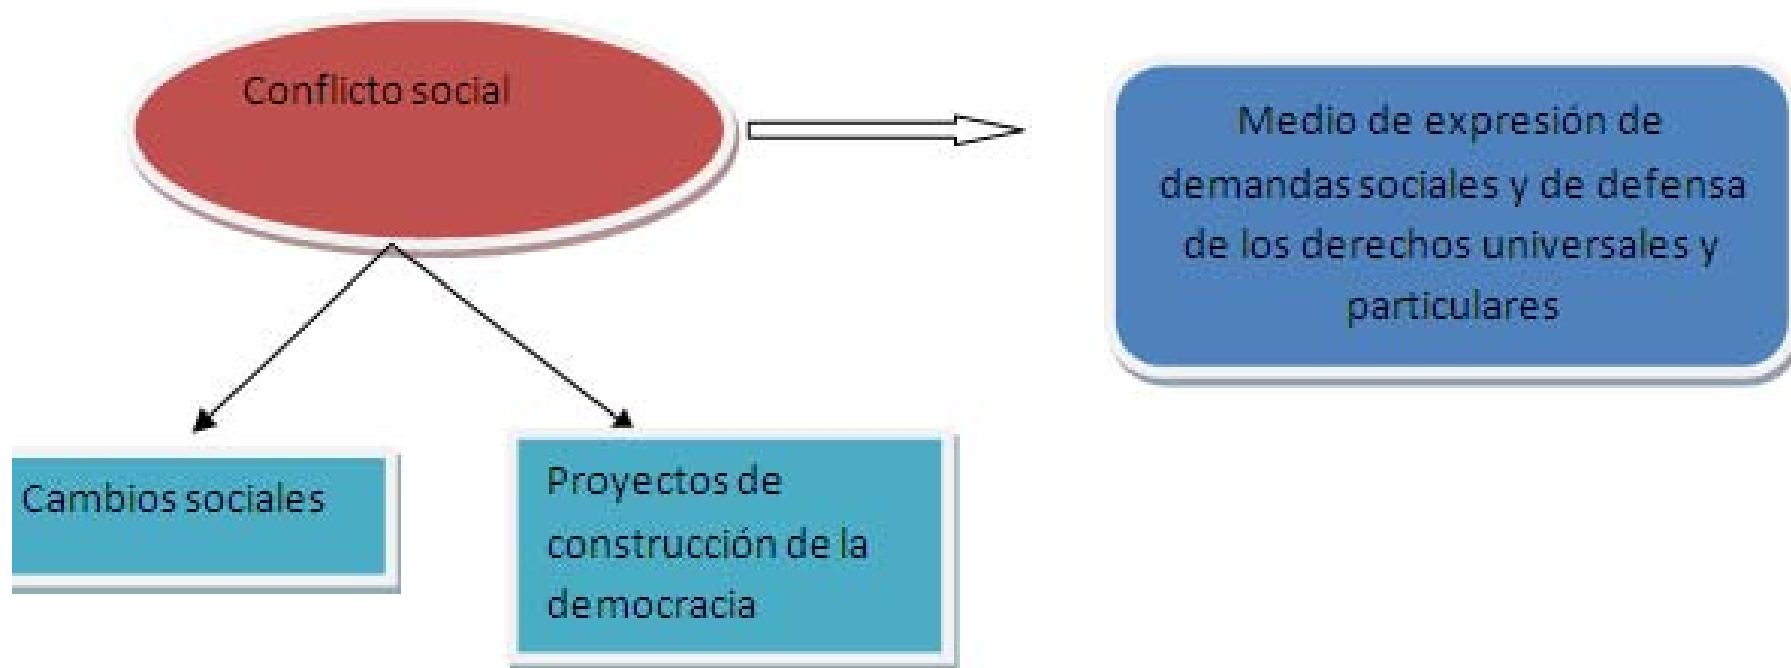 Conflicto social
Medio de expresión de
demandas sociales y de defensa
de los derechos universales y
particulares
Cambios sociales
Proyectos de
construcción de la
democracia